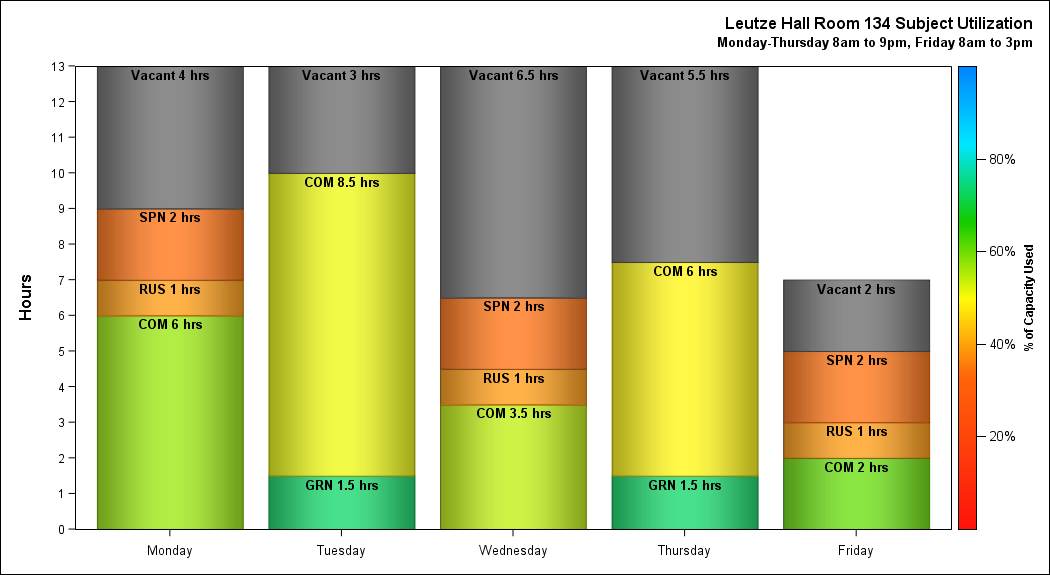 Leutze Hall Room 134 Subject Utilization
Monday-Thursday 8am to 9pm, Friday 8am to 3pm
Hours
13
12
11
10
9
8
7
6
5
4
3
2
1
0
Vacant 4 hrs
SPN 2 hrs
RUS 1 hrs
COM 6 hrs
Vacant 3 hrs
COM 8.5 hrs
GRN 1.5 hrs
Vacant 6.5 hrs
SPN 2 hrs
RUS 1 hrs
COM 3.5 hrs
Vacant 5.5 hrs
COM 6 hrs
GRN 1.5 hrs
Vacant 2 hrs
SPN 2 hrs
RUS 1 hrs
COM 2 hrs
Monday
Tuesday
Wednesday
Thursday
Friday
80%
60%
40%
20%
% of Capacity Used